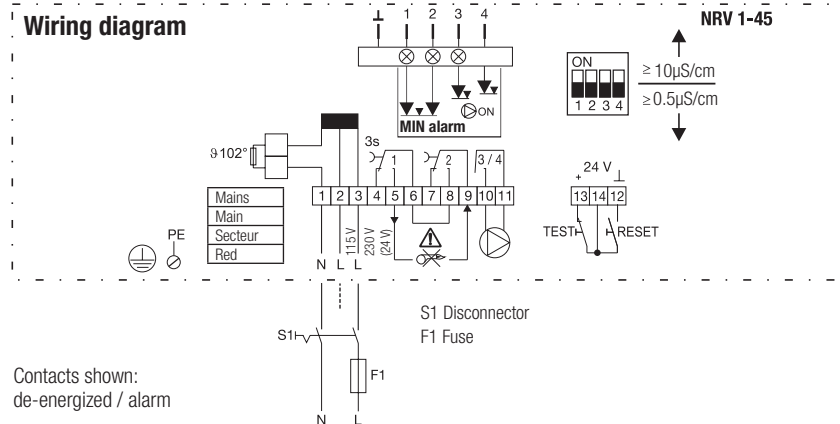 Wiring diagram
NRV 1-45
⊥ 1 2 3 4
MIN alarm
ON
ON
1 2 3 4
≥ 10µS/cm
≥ 0.5µS/cm
ϑ 102°
3s
1
2
3 / 4
1 2 3 4 5 6 7 8 9 10 11
+ 24 V ⊥
13 14 12
TEST
RESET
Mains
Main
Secteur
Red
PE
115 V
230 V
(24 V)
N L L
S1 Disconnector
F1 Fuse
S1
F1
Contacts shown:
de-energized / alarm
N L